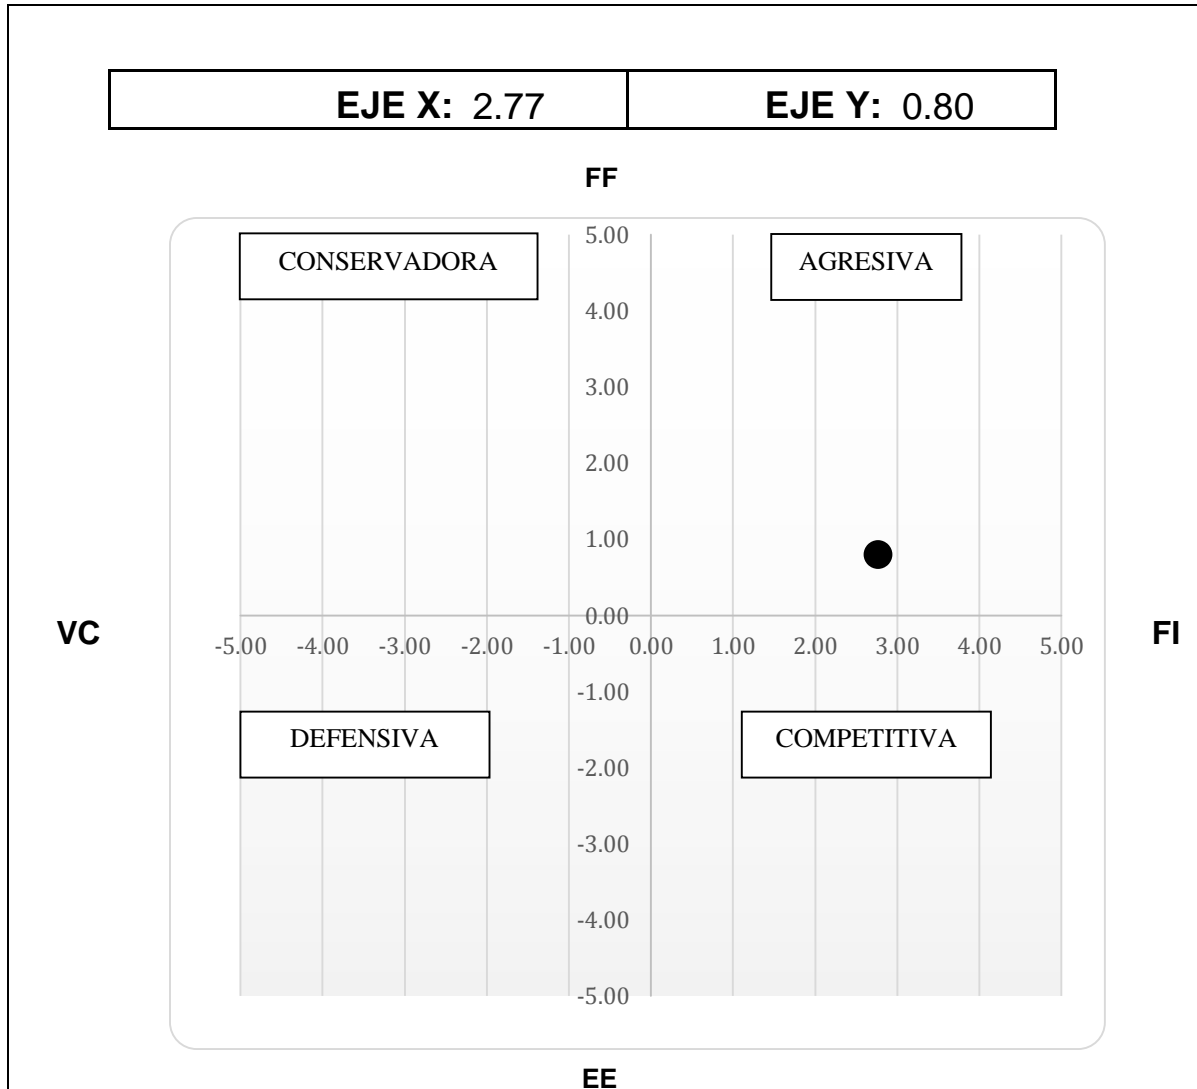 EJE X: 2.77 EJE Y: 0.80
FF
5.00
CONSERVADORA AGRESIVA
4.00
3.00
2.00
1.00
0.00
VC FI
-5.00 -4.00 -3.00 -2.00 -1.00 0.00 1.00 2.00 3.00 4.00 5.00
-1.00
DEFENSIVA COMPETITIVA
-2.00
-3.00
-4.00
-5.00
EE